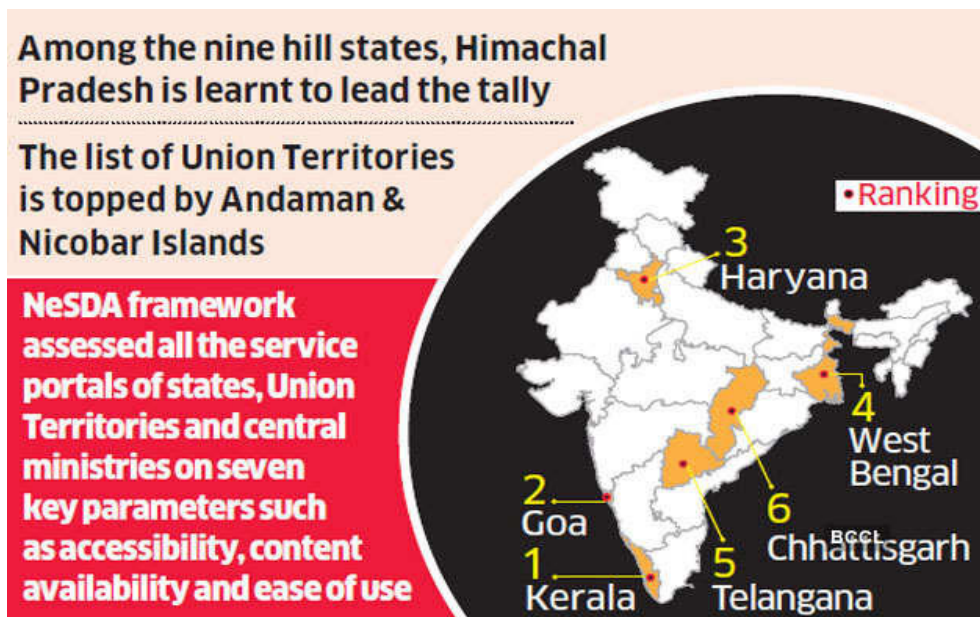 Among the nine hill states, Himachal
Pradesh is learnt to lead the tally
The list of Union Territories
is topped by Andaman &
Nicobar Islands
NeSDA framework
assessed all the service
portals of states, Union
Territories and central
ministries on seven
key parameters such
as accessibility, content
availability and ease of use
Ranking
3
Haryana
4
West
Bengal
2
Goa
6
Chhattisgarh
BCCL
1
Kerala
5
Telangana